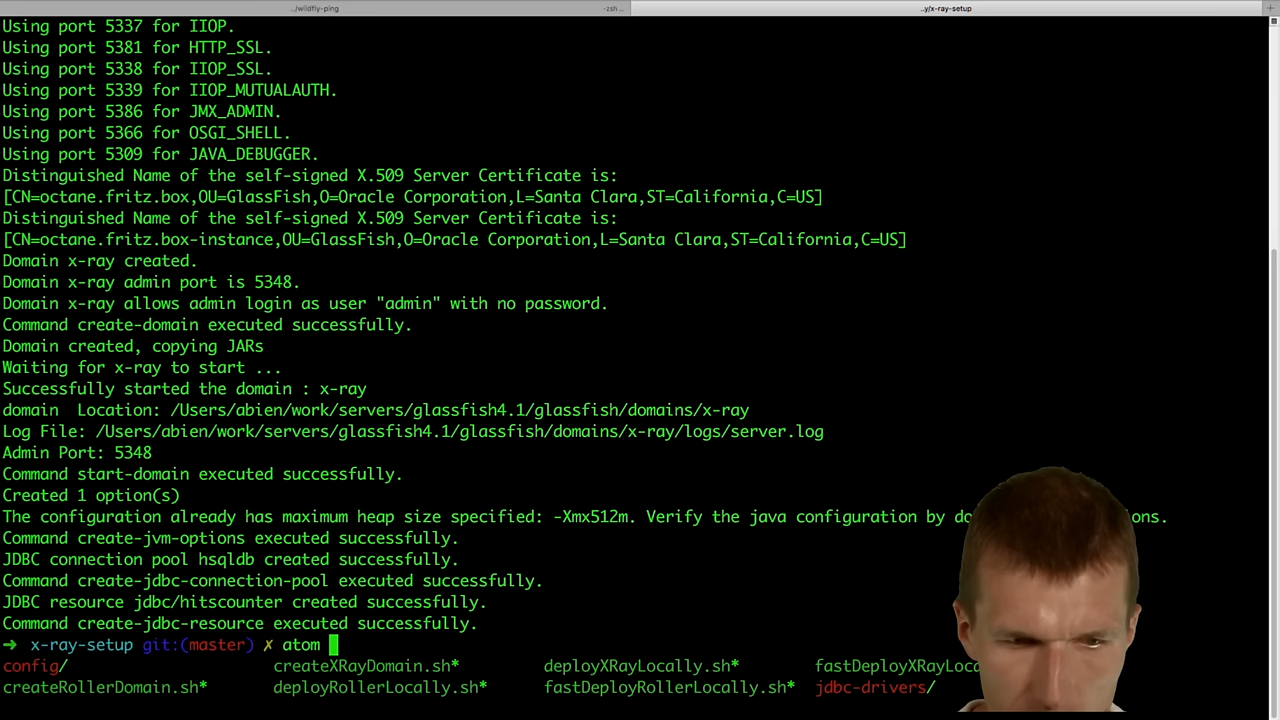 ../wildfly-ping -zsh ... ..y/x-ray-setup
Using port 5337 for IIOP.
Using port 5381 for HTTP_SSL.
Using port 5338 for IIOP_SSL.
Using port 5339 for IIOP_MUTUALAUTH.
Using port 5386 for JMX_ADMIN.
Using port 5366 for OSGI_SHELL.
Using port 5309 for JAVA_DEBUGGER.
Distinguished Name of the self-signed X.509 Server Certificate is:
[CN=octane.fritz.box,OU=GlassFish,O=Oracle Corporation,L=Santa Clara,ST=California,C=US]
Distinguished Name of the self-signed X.509 Server Certificate is:
[CN=octane.fritz.box-instance,OU=GlassFish,O=Oracle Corporation,L=Santa Clara,ST=California,C=US]
Domain x-ray created.
Domain x-ray admin port is 5348.
Domain x-ray allows admin login as user "admin" with no password.
Command create-domain executed successfully.
Domain created, copying JARs
Waiting for x-ray to start ...
Successfully started the domain : x-ray
domain  Location: /Users/abien/work/servers/glassfish4.1/glassfish/domains/x-ray
Log File: /Users/abien/work/servers/glassfish4.1/glassfish/domains/x-ray/logs/server.log
Admin Port: 5348
Command start-domain executed successfully.
Created 1 option(s)
The configuration already has maximum heap size specified: -Xmx512m. Verify the java configuration by do ions.
Command create-jvm-options executed successfully.
JDBC connection pool hsqldb created successfully.
Command create-jdbc-connection-pool executed successfully.
JDBC resource jdbc/hitscounter created successfully.
Command create-jdbc-resource executed successfully.
➜ x-ray-setup git:(master) ✗ atom
config/ createXRayDomain.sh* deployXRayLocally.sh* fastDeployXRayLoca
createRollerDomain.sh* deployRollerLocally.sh* fastDeployRollerLocally.sh* jdbc-drivers/